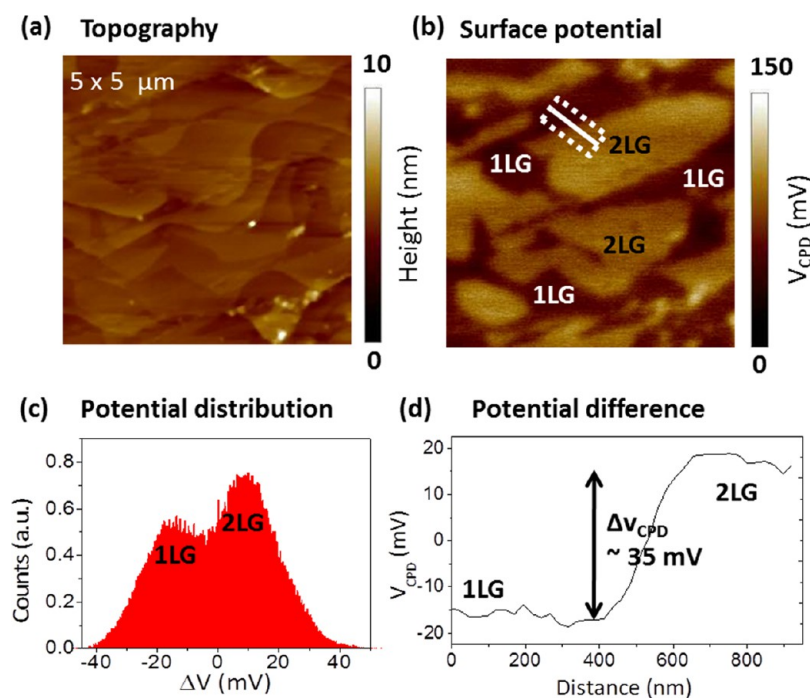 (a) Topography
5 x 5 µm
10
Height (nm)
0
(b) Surface potential
2LG
1LG
1LG
2LG
1LG
150
V_CPD (mV)
0
(c) Potential distribution
0.8
0.6
0.4
0.2
0.0
Counts (a.u.)
1LG
2LG
-40 -20 0 20 40
ΔV (mV)
(d) Potential difference
20
10
0
-10
-20
V_CPD (mV)
2LG
Δv_CPD
~ 35 mV
1LG
0 200 400 600 800
Distance (nm)